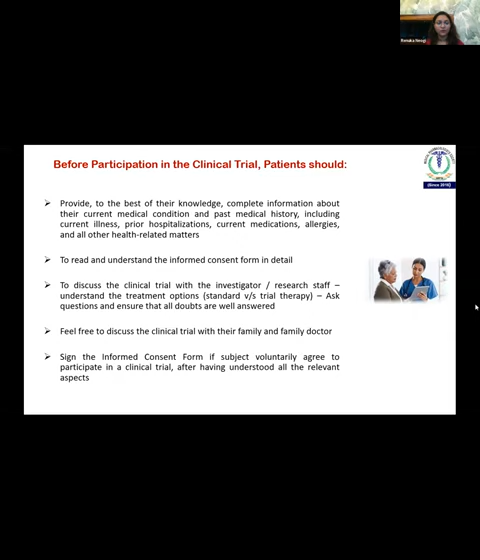 Renuka Neogi
Before Participation in the Clinical Trial, Patients should:
(Since 2018)
➢ Provide, to the best of their knowledge, complete information about
their current medical condition and past medical history, including
current illness, prior hospitalizations, current medications, allergies,
and all other health-related matters
➢ To read and understand the informed consent form in detail
➢ To discuss the clinical trial with the investigator / research staff –
understand the treatment options (standard v/s trial therapy) – Ask
questions and ensure that all doubts are well answered
➢ Feel free to discuss the clinical trial with their family and family doctor
➢ Sign the Informed Consent Form if subject voluntarily agree to
participate in a clinical trial, after having understood all the relevant
aspects